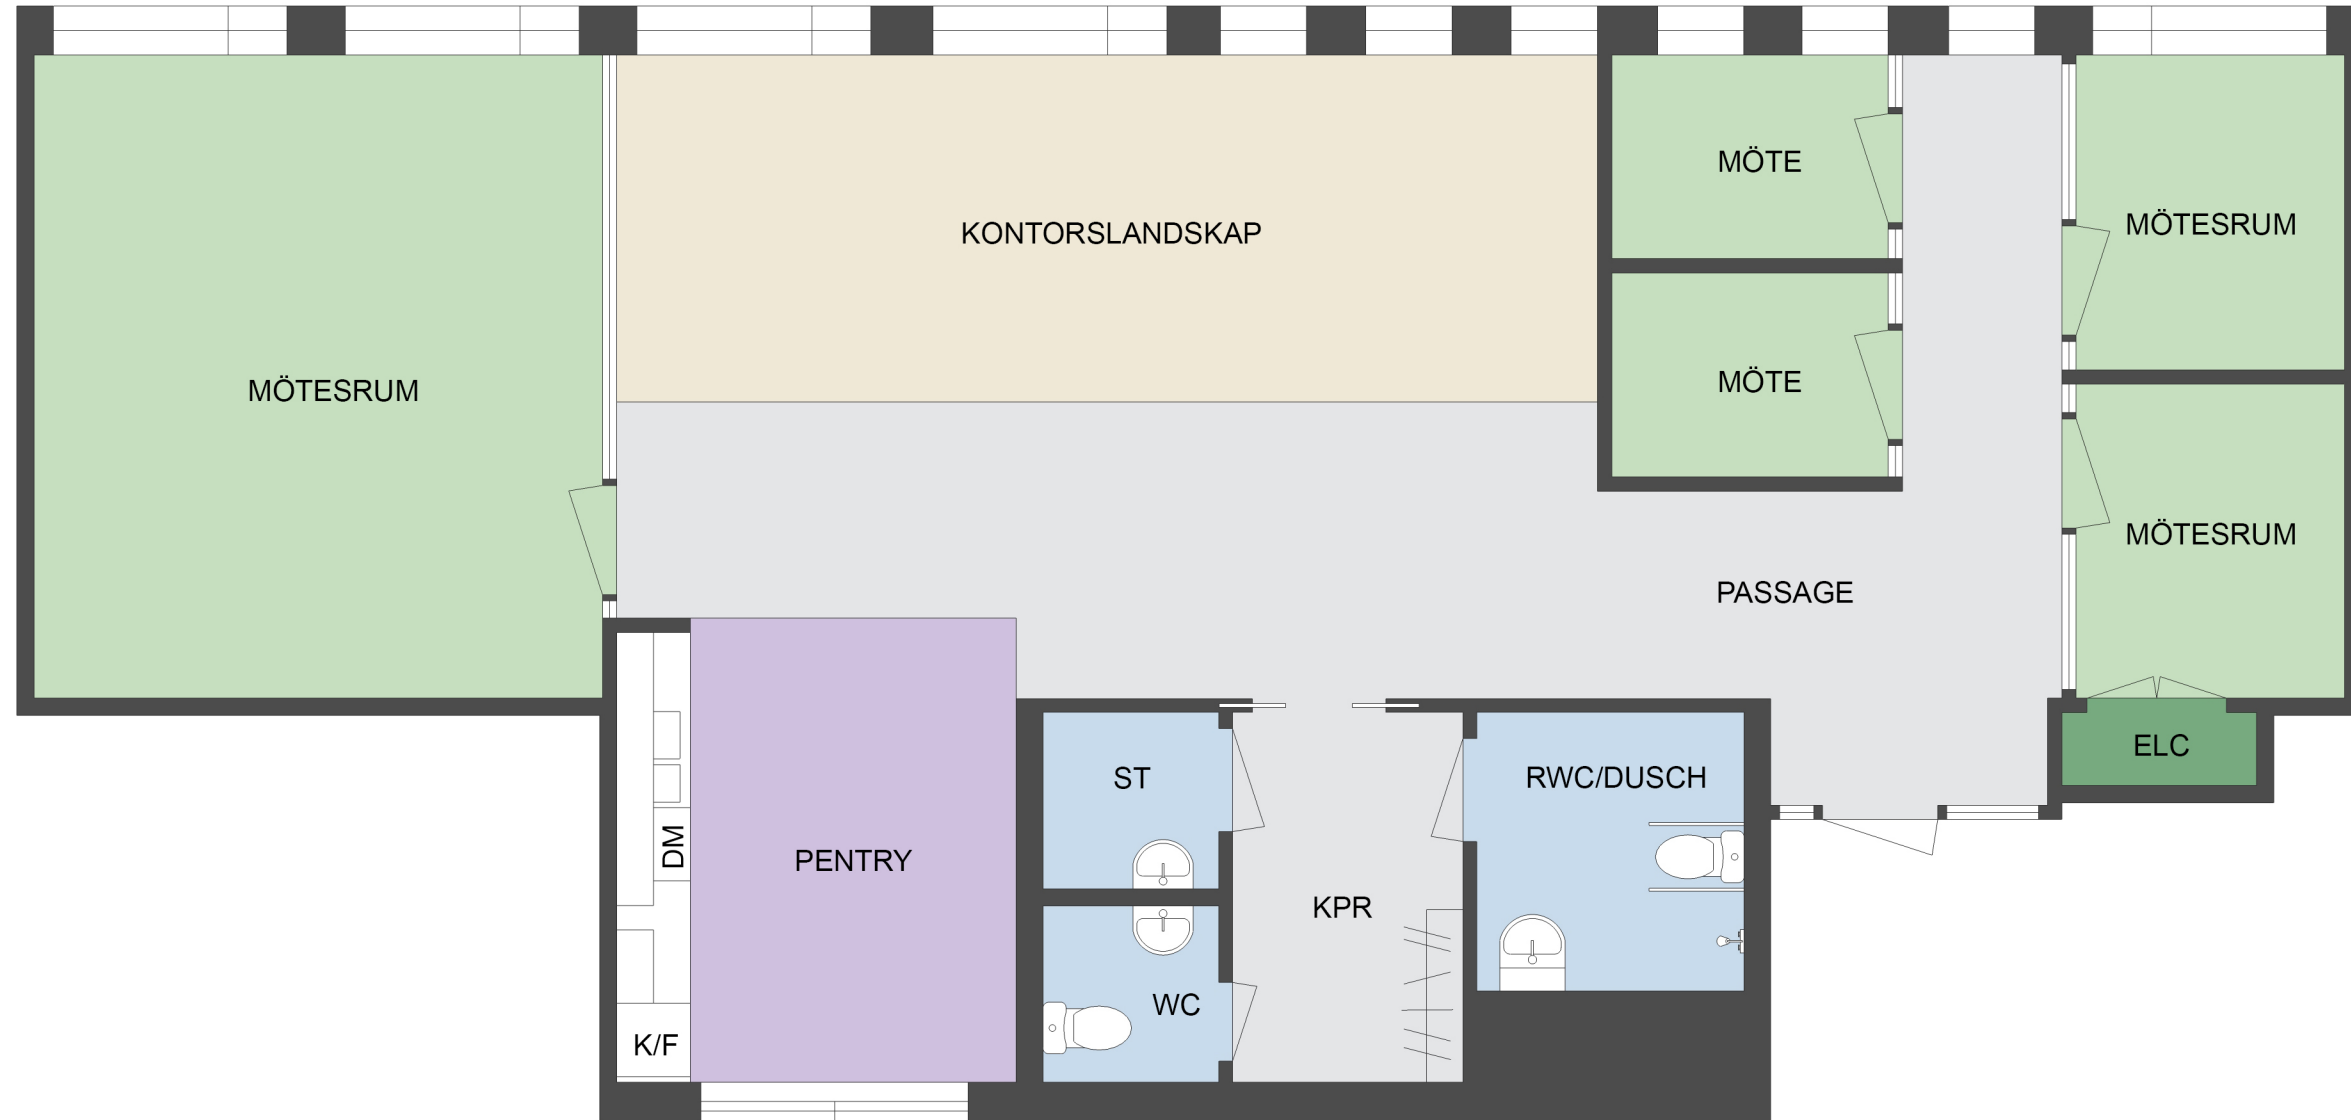 MÖTE
MÖTESRUM
KONTORSLANDSKAP
MÖTESRUM
MÖTE
MÖTESRUM
PASSAGE
ELC
ST
RWC/DUSCH
DM
PENTRY
KPR
WC
K/F